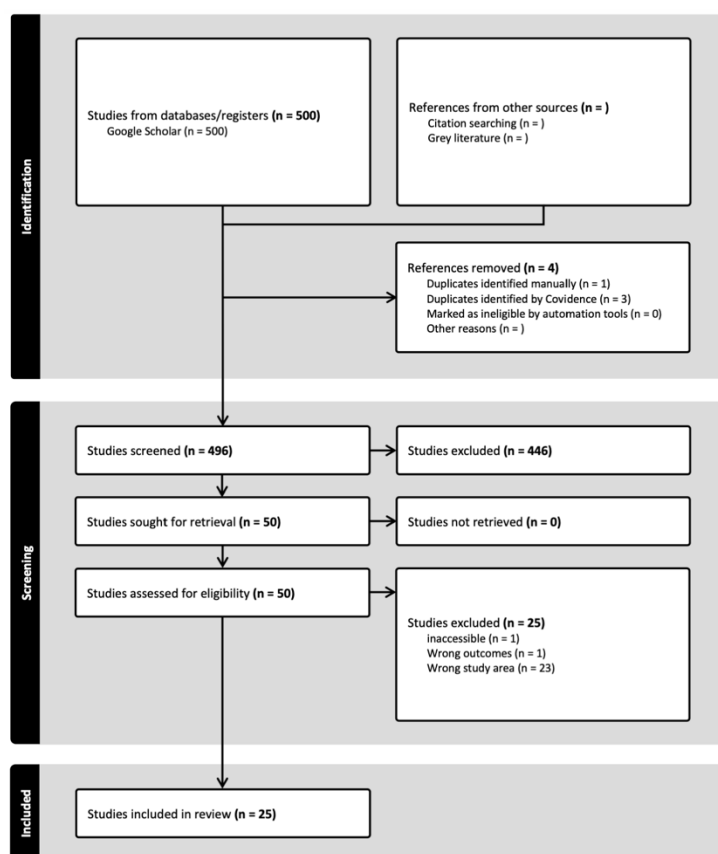 Identification
Studies from databases/registers (n = 500)
Google Scholar (n = 500)
References from other sources (n = )
Citation searching (n = )
Grey literature (n = )
References removed (n = 4)
Duplicates identified manually (n = 1)
Duplicates identified by Covidence (n = 3)
Marked as ineligible by automation tools (n = 0)
Other reasons (n = )
Screening
Studies screened (n = 496)
Studies excluded (n = 446)
Studies sought for retrieval (n = 50)
Studies not retrieved (n = 0)
Studies assessed for eligibility (n = 50)
Studies excluded (n = 25)
inaccessible (n = 1)
Wrong outcomes (n = 1)
Wrong study area (n = 23)
Included
Studies included in review (n = 25)